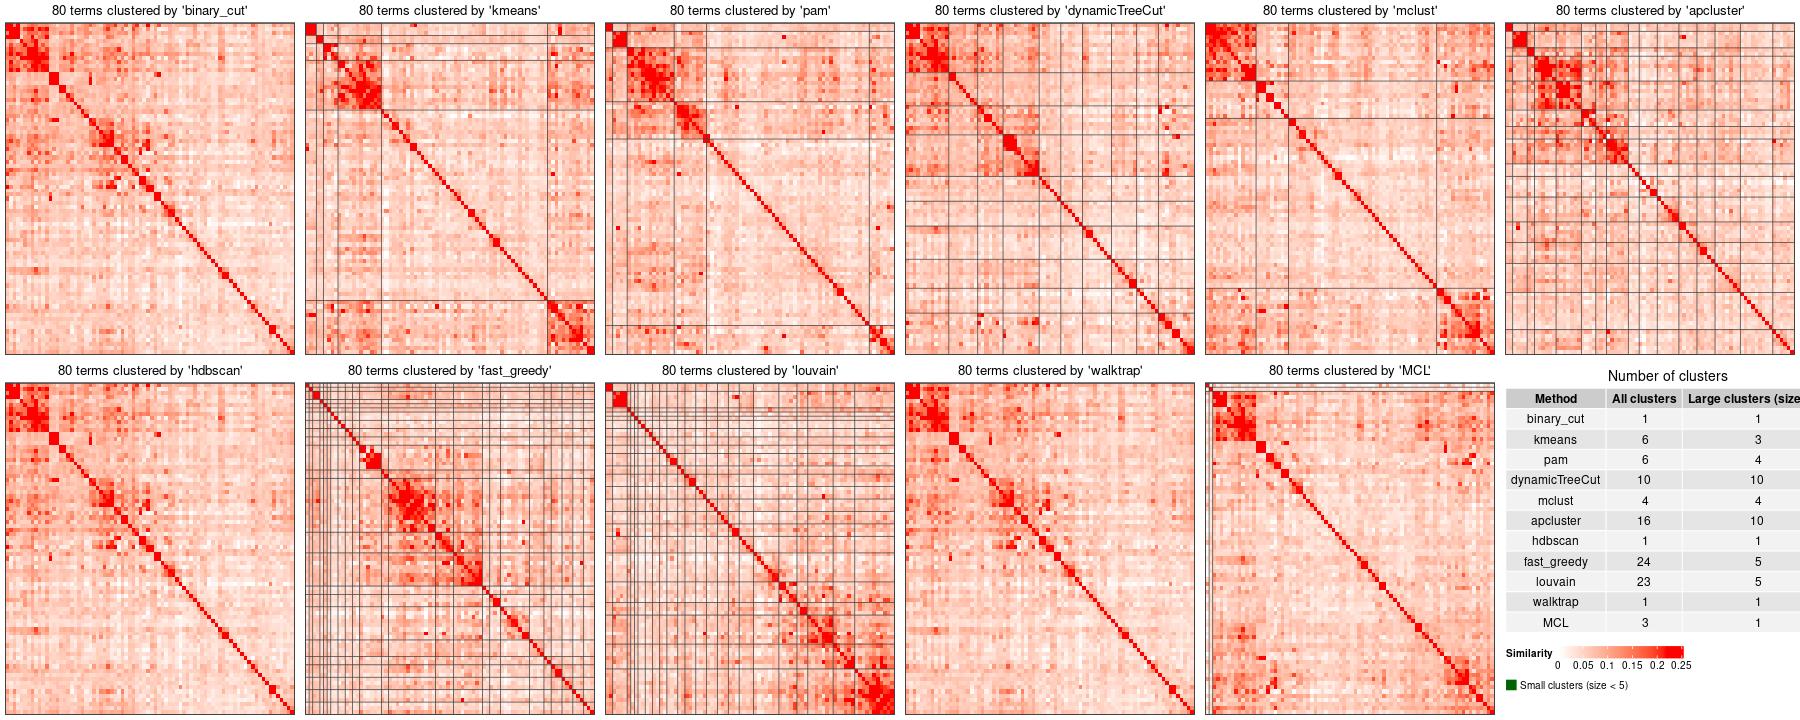 80 terms clustered by 'binary_cut'
80 terms clustered by 'kmeans'
80 terms clustered by 'pam'
80 terms clustered by 'dynamicTreeCut'
80 terms clustered by 'mclust'
80 terms clustered by 'apcluster'
80 terms clustered by 'hdbscan'
80 terms clustered by 'fast_greedy'
80 terms clustered by 'louvain'
80 terms clustered by 'walktrap'
80 terms clustered by 'MCL'
Number of clusters
Method All clusters Large clusters (size
binary_cut 1 1
kmeans 6 3
pam 6 4
dynamicTreeCut 10 10
mclust 4 4
apcluster 16 10
hdbscan 1 1
fast_greedy 24 5
louvain 23 5
walktrap 1 1
MCL 3 1
Similarity
0 0.05 0.1 0.15 0.2 0.25
Small clusters (size < 5)